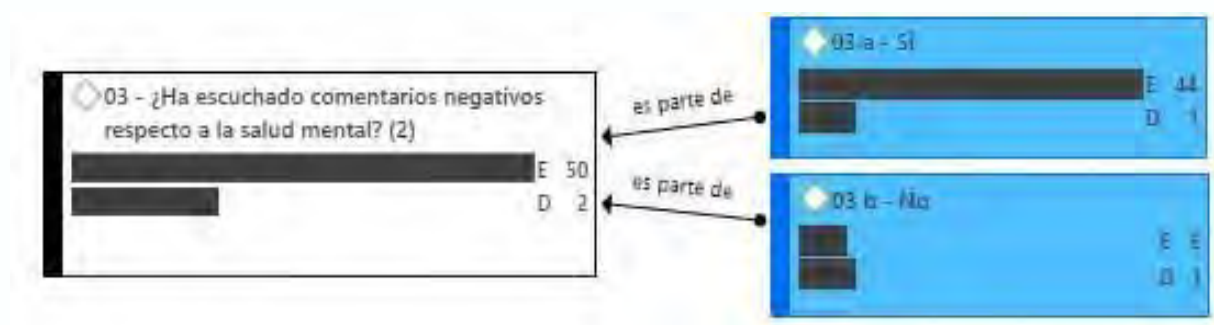 03 - ¿Ha escuchado comentarios negativos
respecto a la salud mental? (2)
E 50
D 2
es parte de
es parte de
03 a - Sí
E 44
D 1
03 b - No
E
D 1